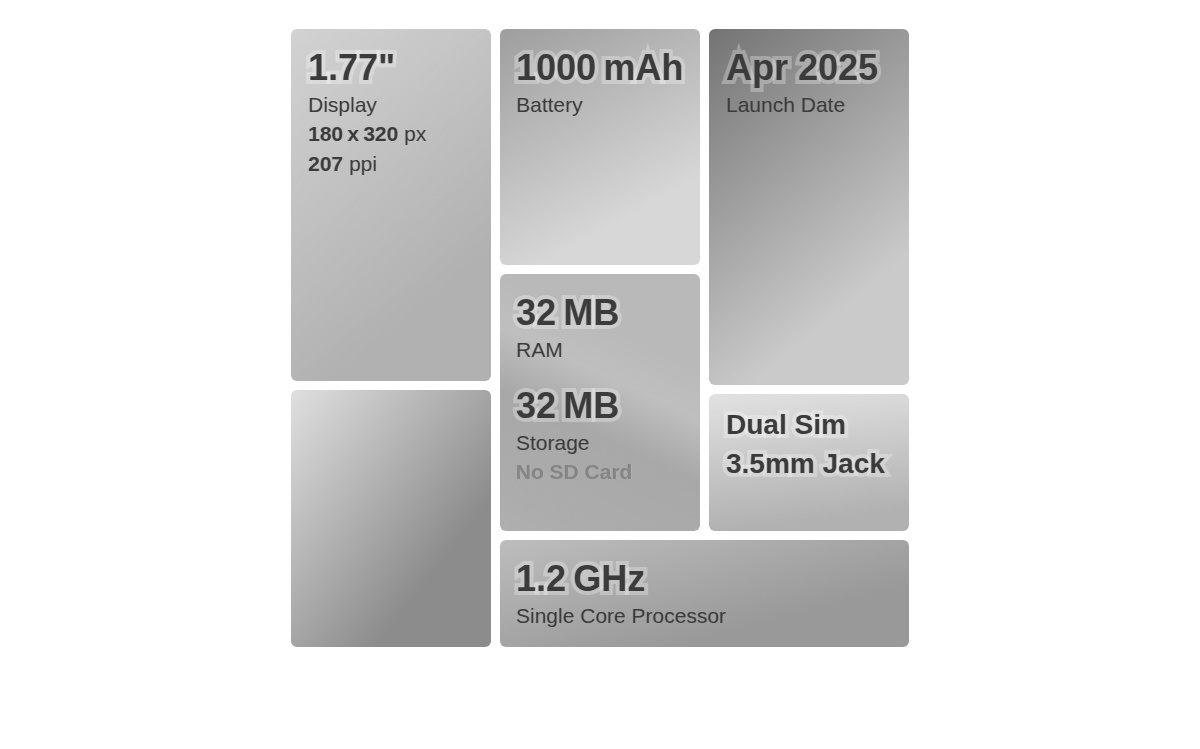 1.77"
Display
180 x 320 px
207 ppi
1000 mAh
Battery
Apr 2025
Launch Date
32 MB
RAM
32 MB
Storage
No SD Card
Dual Sim
3.5mm Jack
1.2 GHz
Single Core Processor